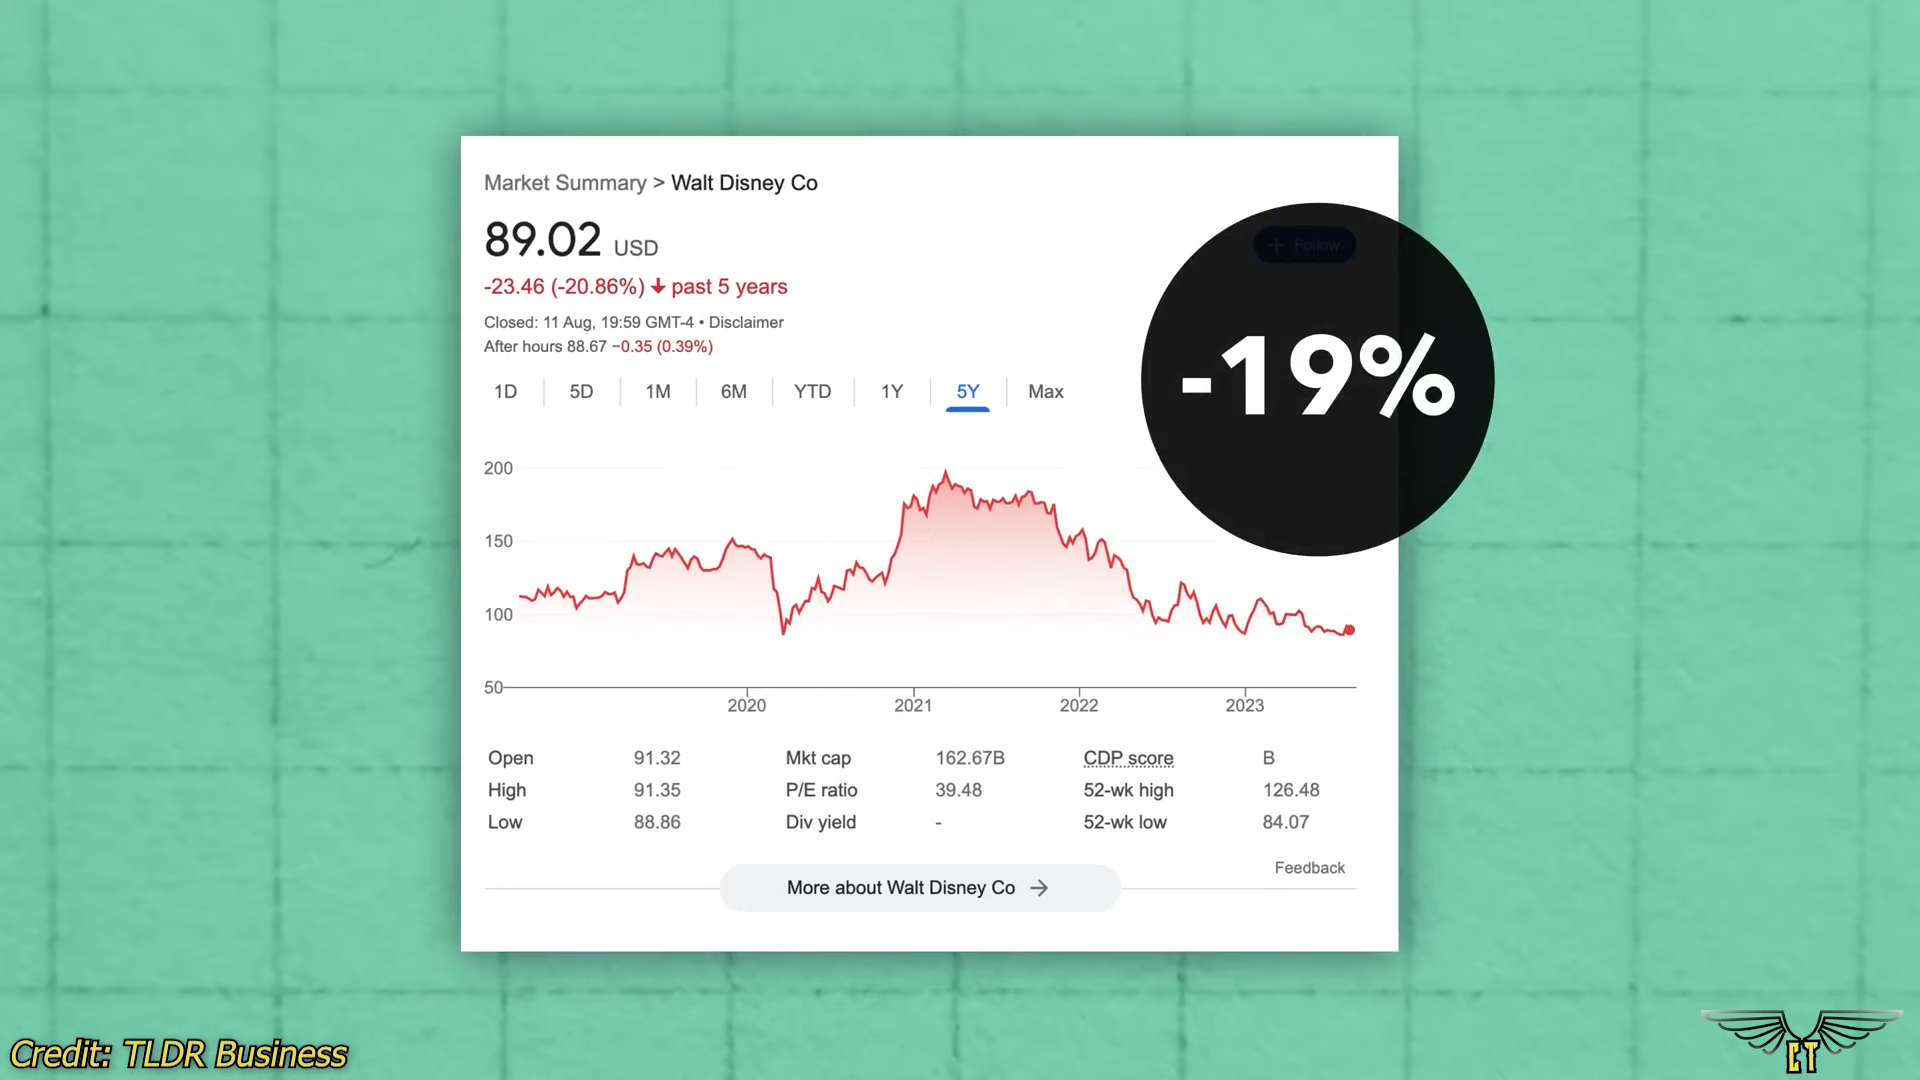 Market Summary > Walt Disney Co
89.02 USD
+ Follow
-23.46 (-20.86%) ↓ past 5 years
Closed: 11 Aug, 19:59 GMT-4 • Disclaimer
After hours 88.67 −0.35 (0.39%)
-19%
1D 5D 1M 6M YTD 1Y 5Y Max
200
150
100
50
2020 2021 2022 2023
Open 91.32 Mkt cap 162.67B CDP score B
High 91.35 P/E ratio 39.48 52-wk high 126.48
Low 88.86 Div yield - 52-wk low 84.07
Feedback
More about Walt Disney Co →
Credit: TLDR Business
CT